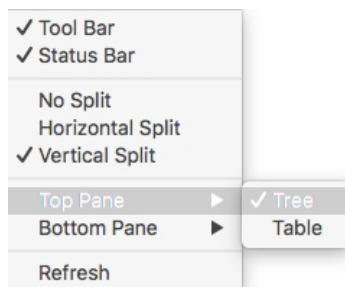 ✓ Tool Bar
✓ Status Bar
No Split
Horizontal Split
✓ Vertical Split
Top Pane ▶ ✓ Tree
Bottom Pane ▶ Table
Refresh